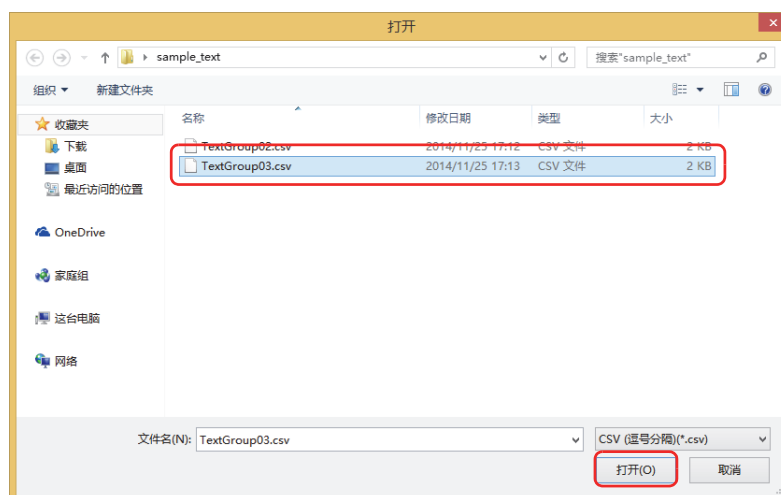 打开
sample_text
搜索"sample_text"
组织 新建文件夹
名称 修改日期 类型 大小
收藏夹
下载
桌面
最近访问的位置
OneDrive
家庭组
这台电脑
网络
TextGroup02.csv 2014/11/25 17:12 CSV 文件 2 KB
TextGroup03.csv 2014/11/25 17:13 CSV 文件 2 KB
文件名(N): TextGroup03.csv CSV (逗号分隔)(*.csv)
打开(O) 取消